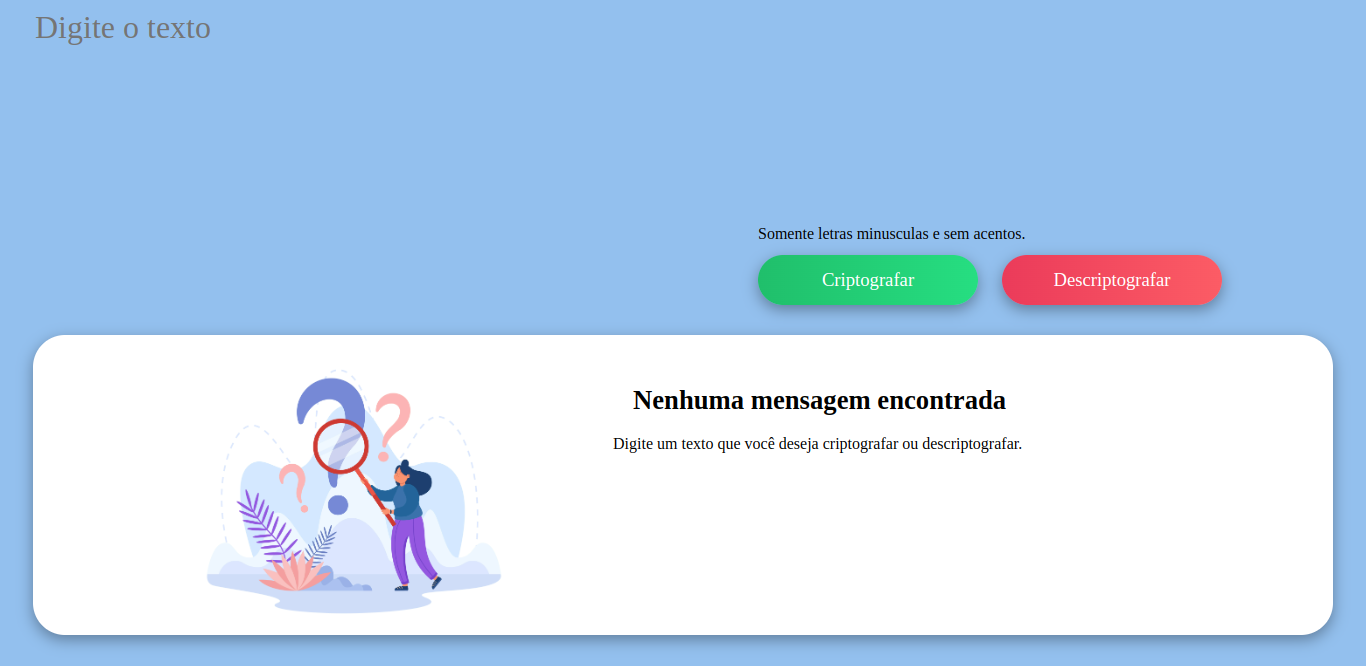 Digite o texto
Somente letras minusculas e sem acentos.
Criptografar
Descriptografar
Nenhuma mensagem encontrada
Digite um texto que você deseja criptografar ou descriptografar.